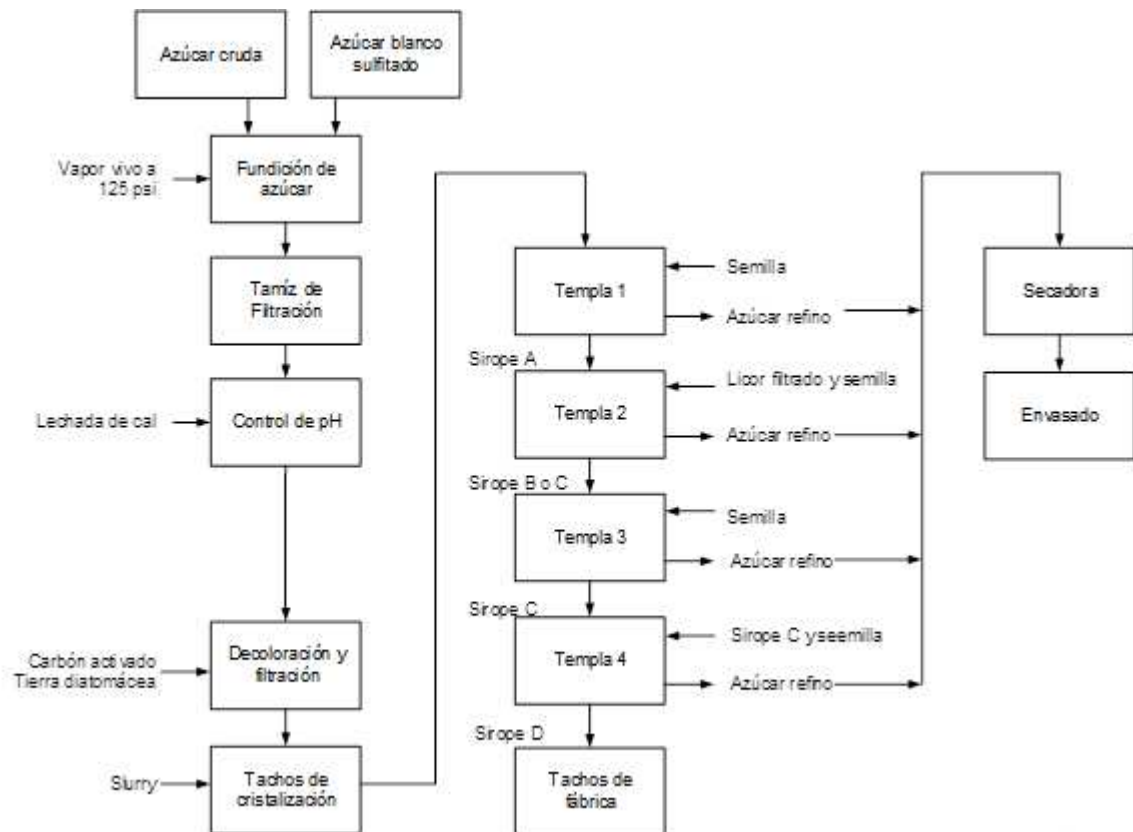 Azúcar cruda
Azúcar blanco
sulfitado
Vapor vivo a
125 psi
Fundición de
azúcar
Tamíz de
Filtración
Lechada de cal
Control de pH
Carbón activado
Tierra diatomácea
Decoloración y
filtración
Slurry
Tachos de
cristalización
Templa 1
Semilla
Azúcar refino
Sirope A
Templa 2
Licor filtrado y semilla
Azúcar refino
Sirope B o C
Templa 3
Semilla
Azúcar refino
Sirope C
Templa 4
Sirope C y seemilla
Azúcar refino
Sirope D
Tachos de
fábrica
Secadora
Envasado